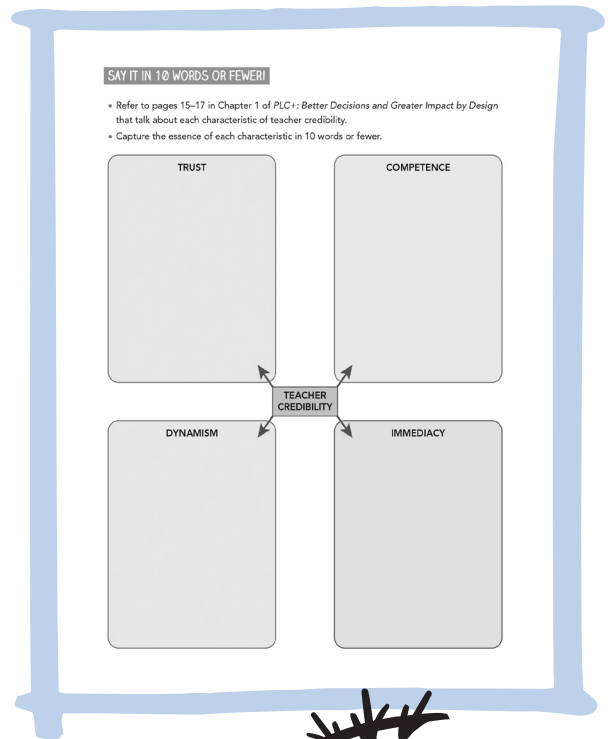 SAY IT IN 10 WORDS OR FEWER!
• Refer to pages 15–17 in Chapter 1 of PLC+: Better Decisions and Greater Impact by Design
that talk about each characteristic of teacher credibility.
• Capture the essence of each characteristic in 10 words or fewer.
TRUST
COMPETENCE
TEACHER
CREDIBILITY
DYNAMISM
IMMEDIACY